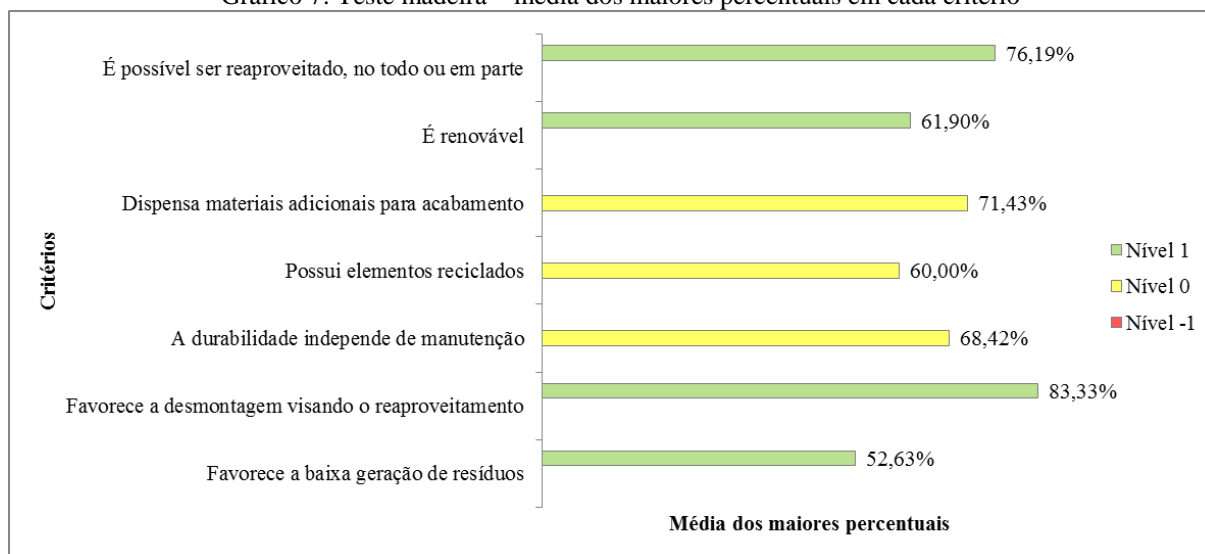 Gráfico 7: Teste madeira – média dos maiores percentuais em cada critério
É possível ser reaproveitado, no todo ou em parte
76,19%
É renovável
61,90%
Dispensa materiais adicionais para acabamento
71,43%
Possui elementos reciclados
60,00%
A durabilidade independe de manutenção
68,42%
Favorece a desmontagem visando o reaproveitamento
83,33%
Favorece a baixa geração de resíduos
52,63%
Critérios
Média dos maiores percentuais
Nível 1
Nível 0
Nível -1